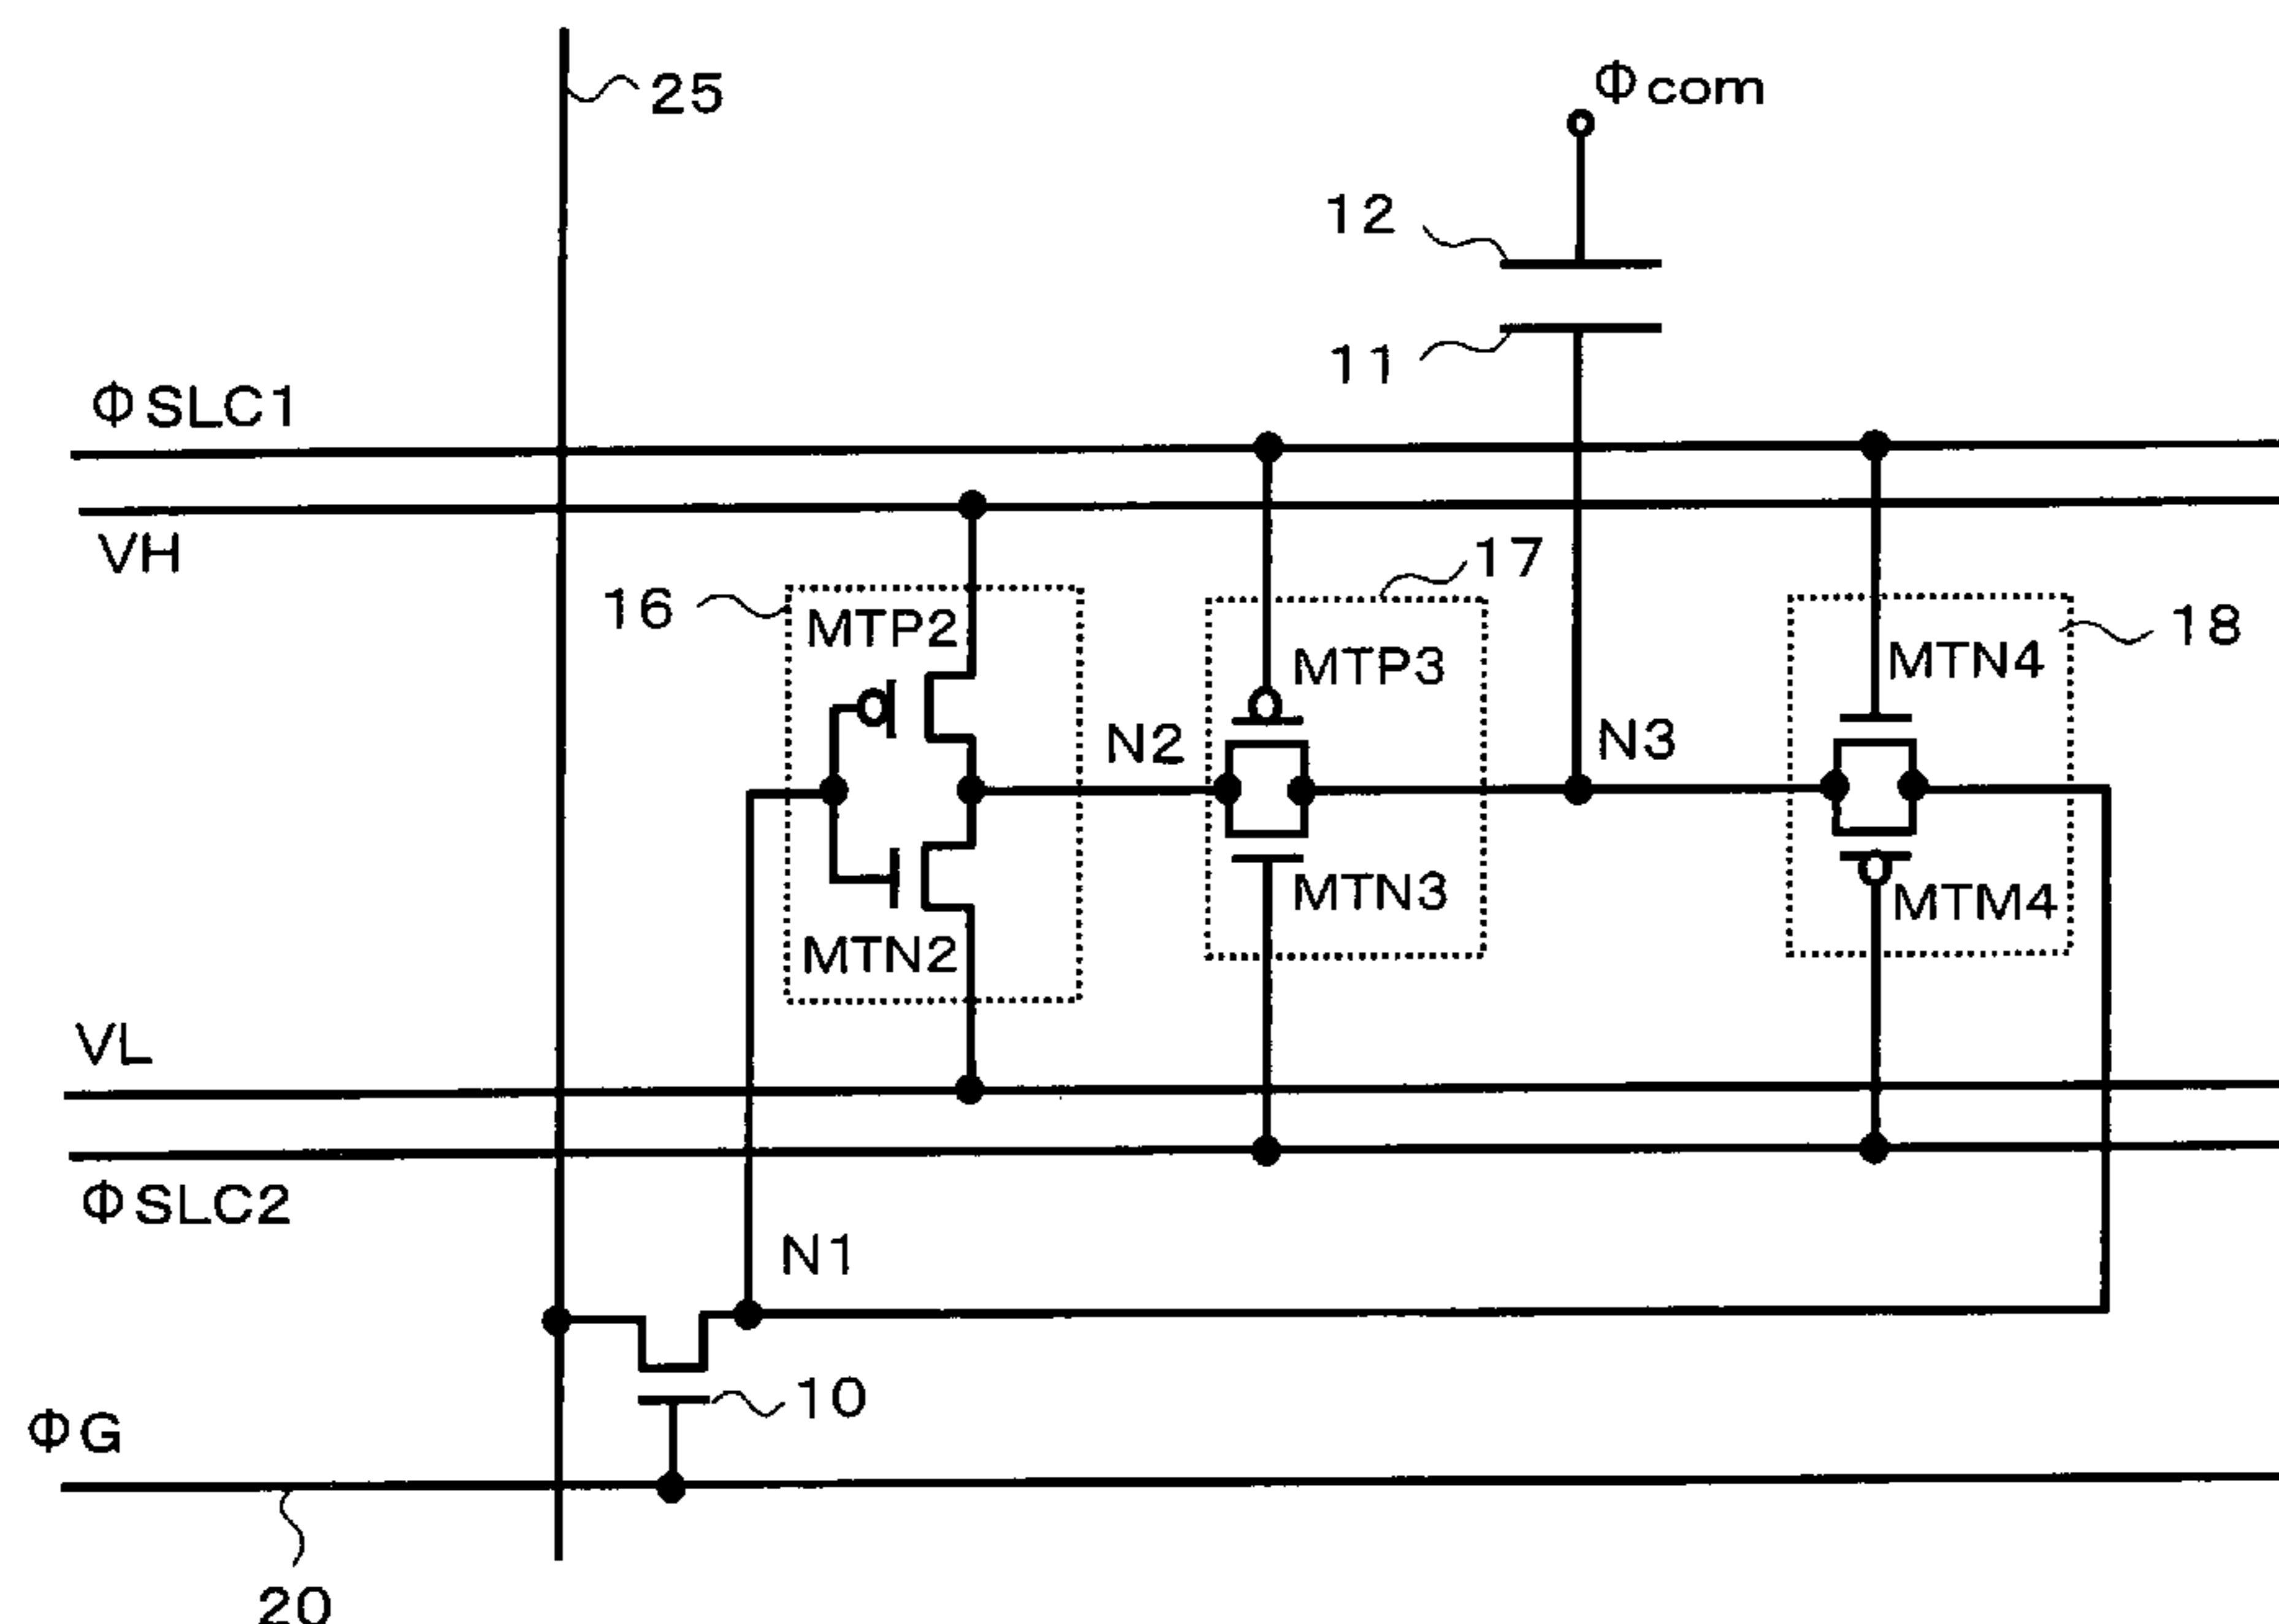 25
Φcom
12
11
ΦSLC1
VH
17
16
MTP2
18
MTP3
MTN4
N2
N3
MTN3
MTM4
MTN2
VL
ΦSLC2
N1
10
ΦG
20